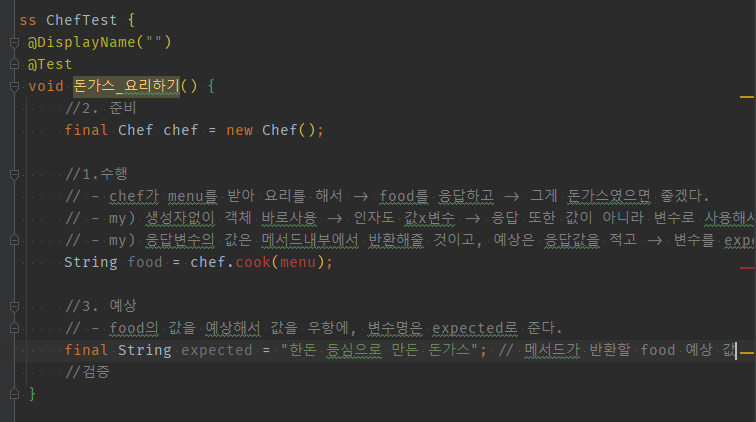 ss ChefTest {
@DisplayName("")
@Test
void 돈가스_요리하기() {
//2. 준비
final Chef chef = new Chef();
//1.수행
// - chef가 menu를 받아 요리를 해서 → food를 응답하고 → 그게 돈가스였으면 좋겠다.
// - my) 생성자없이 객체 바로사용 → 인자도 값x변수 → 응답 또한 값이 아니라 변수로 사용해서
// - my) 응답변수의 값은 메서드내부에서 반환해줄 것이고, 예상은 응답값을 적고 → 변수를 expe
String food = chef.cook(menu);
//3. 예상
// - food의 값을 예상해서 값을 우항에, 변수명은 expected로 준다.
final String expected = "한돈 등심으로 만든 돈가스"; // 메서드가 반환할 food 예상 값
//검증
}